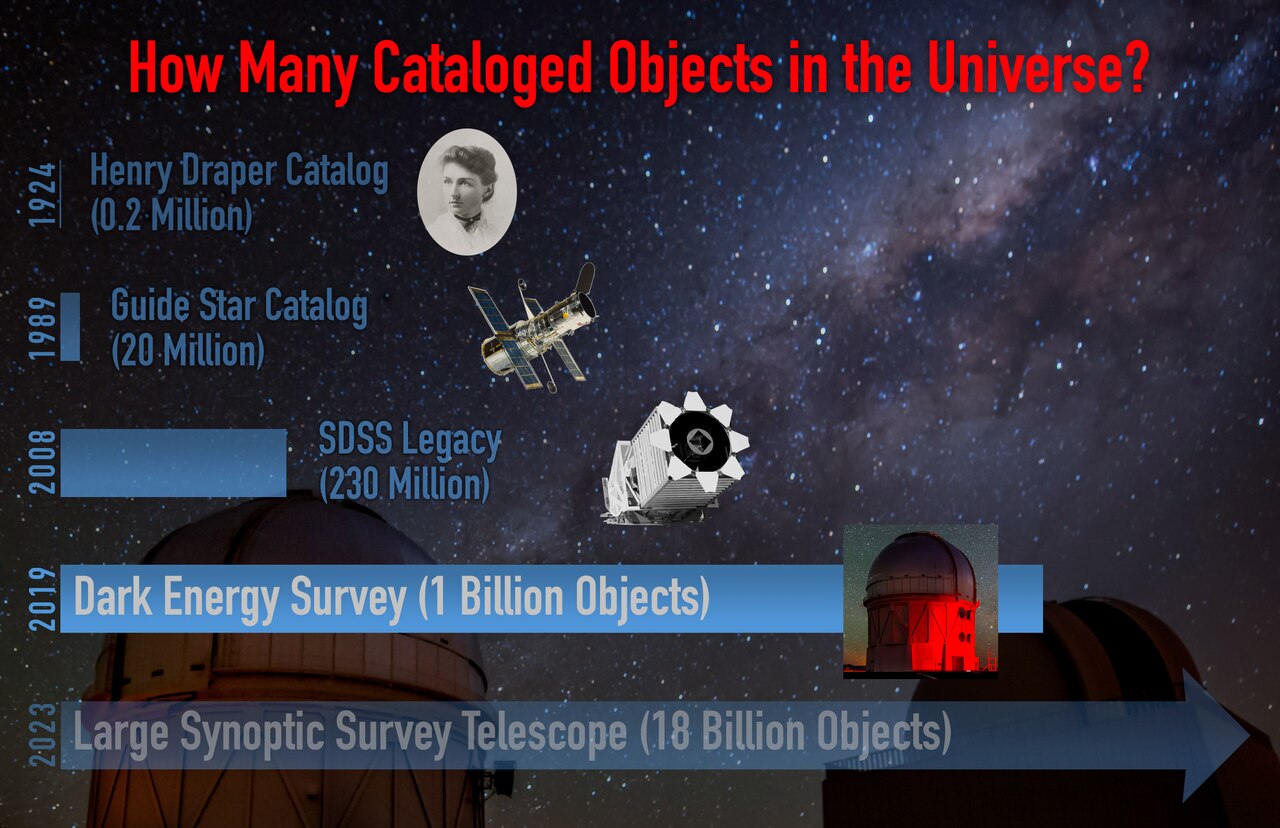 How Many Cataloged Objects in the Universe?
1924
Henry Draper Catalog
(0.2 Million)
1989
Guide Star Catalog
(20 Million)
2008
SDSS Legacy
(230 Million)
2019
Dark Energy Survey (1 Billion Objects)
2023
Large Synoptic Survey Telescope (18 Billion Objects)